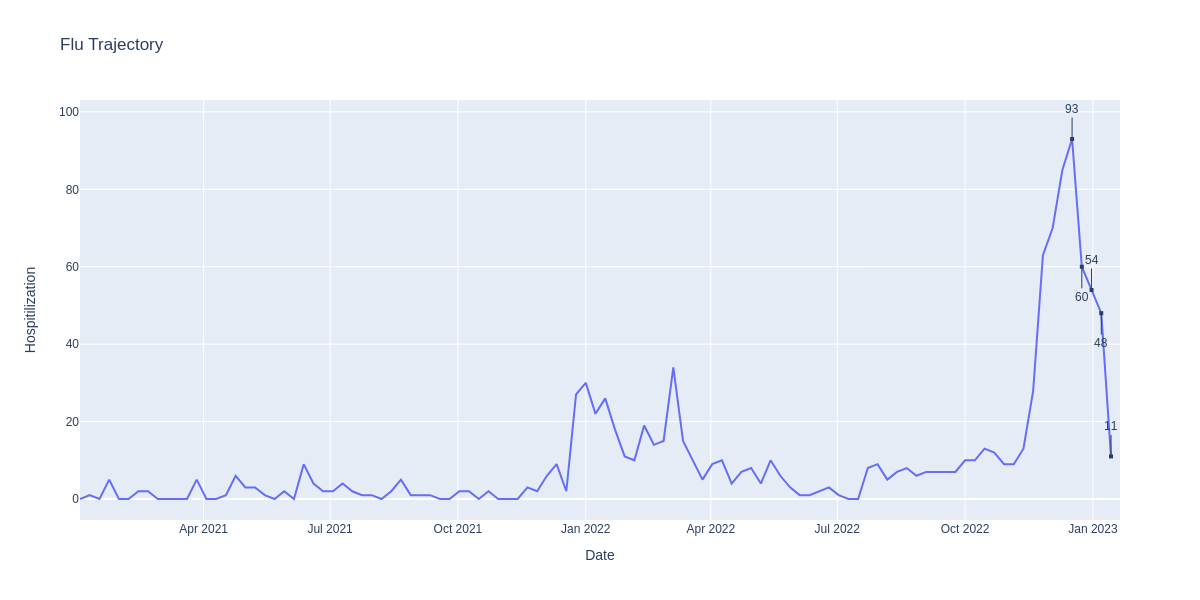 Flu Trajectory
100
80
60
40
20
0
Hospitilization
93
54
60
48
11
Apr 2021
Jul 2021
Oct 2021
Jan 2022
Apr 2022
Jul 2022
Oct 2022
Jan 2023
Date